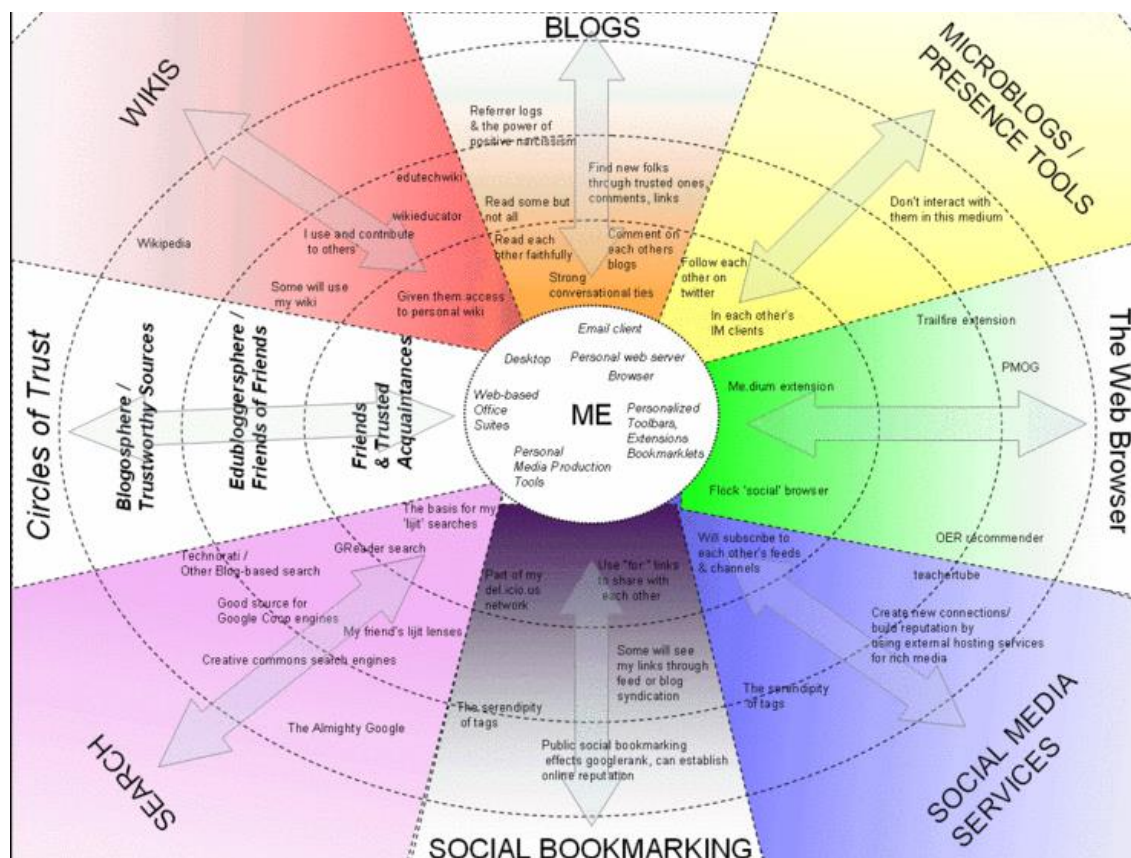 BLOGS
Referrer logs
& the power of
positive narcissism
Find new folks
through trusted ones,
comments, links
Read some but
not all
Read each
other faithfully
Comment on
each others
blogs
Strong
conversational ties
MICROBLOGS /
PRESENCE TOOLS
Don't interact with
them in this medium
Follow each
other on
twitter
In each other's
IM clients
The Web Browser
Trailfire extension
PMOG
Me.dium extension
Flock 'social' browser
OER recommender
SOCIAL MEDIA
SERVICES
Will subscribe to
each other's feeds
& channels
teachertube
Create new connections/
build reputation by
using external hosting services
for rich media
The serendipity
of tags
SOCIAL BOOKMARKING
Part of my
del.icio.us
network
Use "for:" links
to share with
each other
Some will see
my links through
feed or blog
syndication
The serendipity
of tags
Public social bookmarking
effects googlerank, can establish
online reputation
SEARCH
The basis for my
'lijit' searches
GReader search
Technorati /
Other Blog-based search
Good source for
Google Coop engines
My friend's lijit lenses
Creative commons search engines
The Almighty Google
Circles of Trust
Blogosphere /
Trustworthy Sources
Edubloggersphere /
Friends of Friends
Friends
& Trusted
Acquaintances
WIKIS
edutechwiki
wikieducator
Wikipedia
I use and contribute
to others
Some will use
my wiki
Given them access
to personal wiki
Email client
Desktop
Personal web server
Browser
Web-based
Office
Suites
ME
Personalized
Toolbars,
Extensions
Bookmarklets
Personal
Media Production
Tools